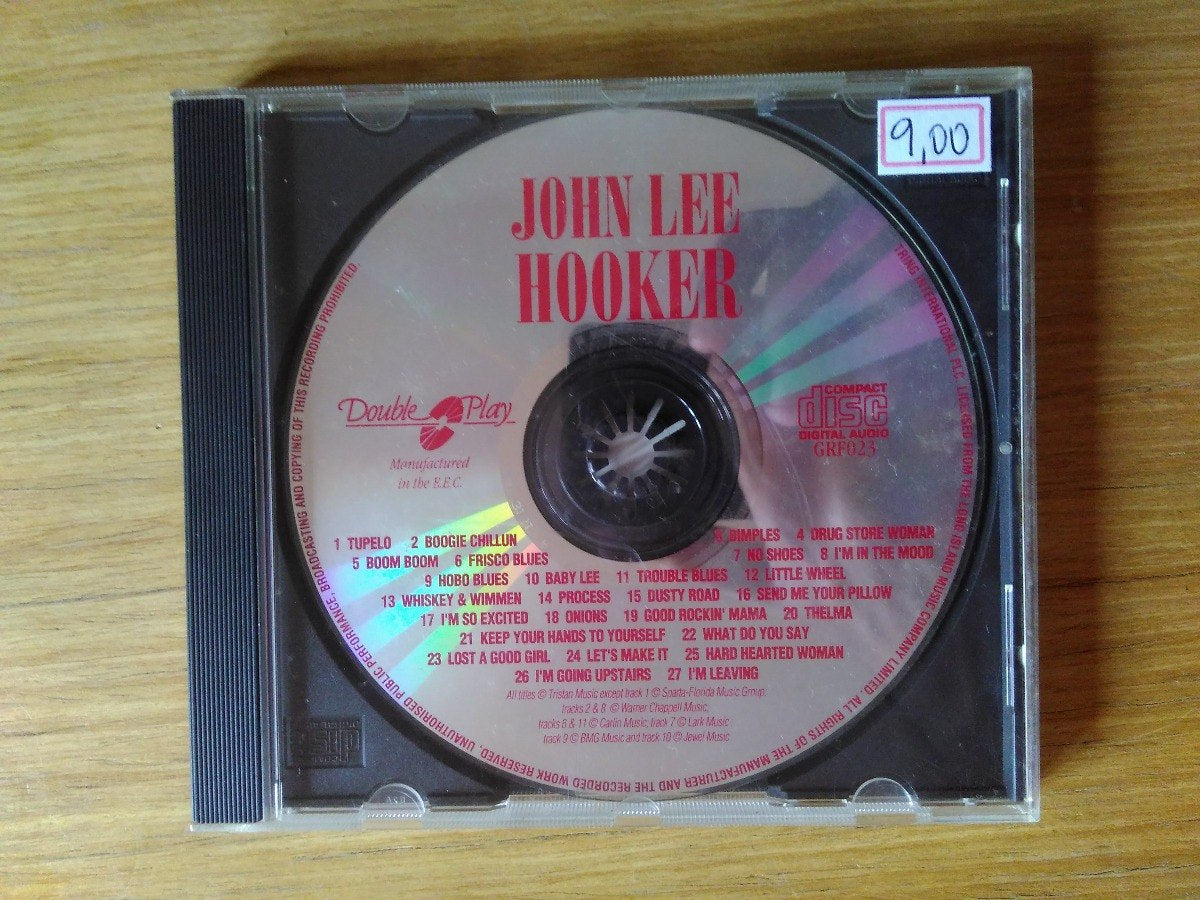 9,00
JOHN LEE
HOOKER
Double Play
Manufactured
in the E.E.C.
COMPACT
disc
DIGITAL AUDIO
GRF023
1 TUPELO 2 BOOGIE CHILLUN 3 DIMPLES 4 DRUG STORE WOMAN
5 BOOM BOOM 6 FRISCO BLUES 7 NO SHOES 8 I'M IN THE MOOD
9 HOBO BLUES 10 BABY LEE 11 TROUBLE BLUES 12 LITTLE WHEEL
13 WHISKEY & WIMMEN 14 PROCESS 15 DUSTY ROAD 16 SEND ME YOUR PILLOW
17 I'M SO EXCITED 18 ONIONS 19 GOOD ROCKIN' MAMA 20 THELMA
21 KEEP YOUR HANDS TO YOURSELF 22 WHAT DO YOU SAY
23 LOST A GOOD GIRL 24 LET'S MAKE IT 25 HARD HEARTED WOMAN
26 I'M GOING UPSTAIRS 27 I'M LEAVING
All titles © Tristan Music except track 1 © Sparta-Florida Music Group,
tracks 2 & 8 © Warner Chappell Music,
tracks 6 & 11 © Carlin Music, track 7 © Lark Music
track 9 © BMG Music and track 10 © Jewel Music
TRING INTERNATIONAL PLC. LICENSED FROM THE LONG ISLAND MUSIC COMPANY LIMITED. ALL RIGHTS OF THE MANUFACTURER AND THE RECORDED WORK RESERVED. UNAUTHORISED PUBLIC PERFORMANCE, BROADCASTING AND COPYING OF THIS RECORDING PROHIBITED